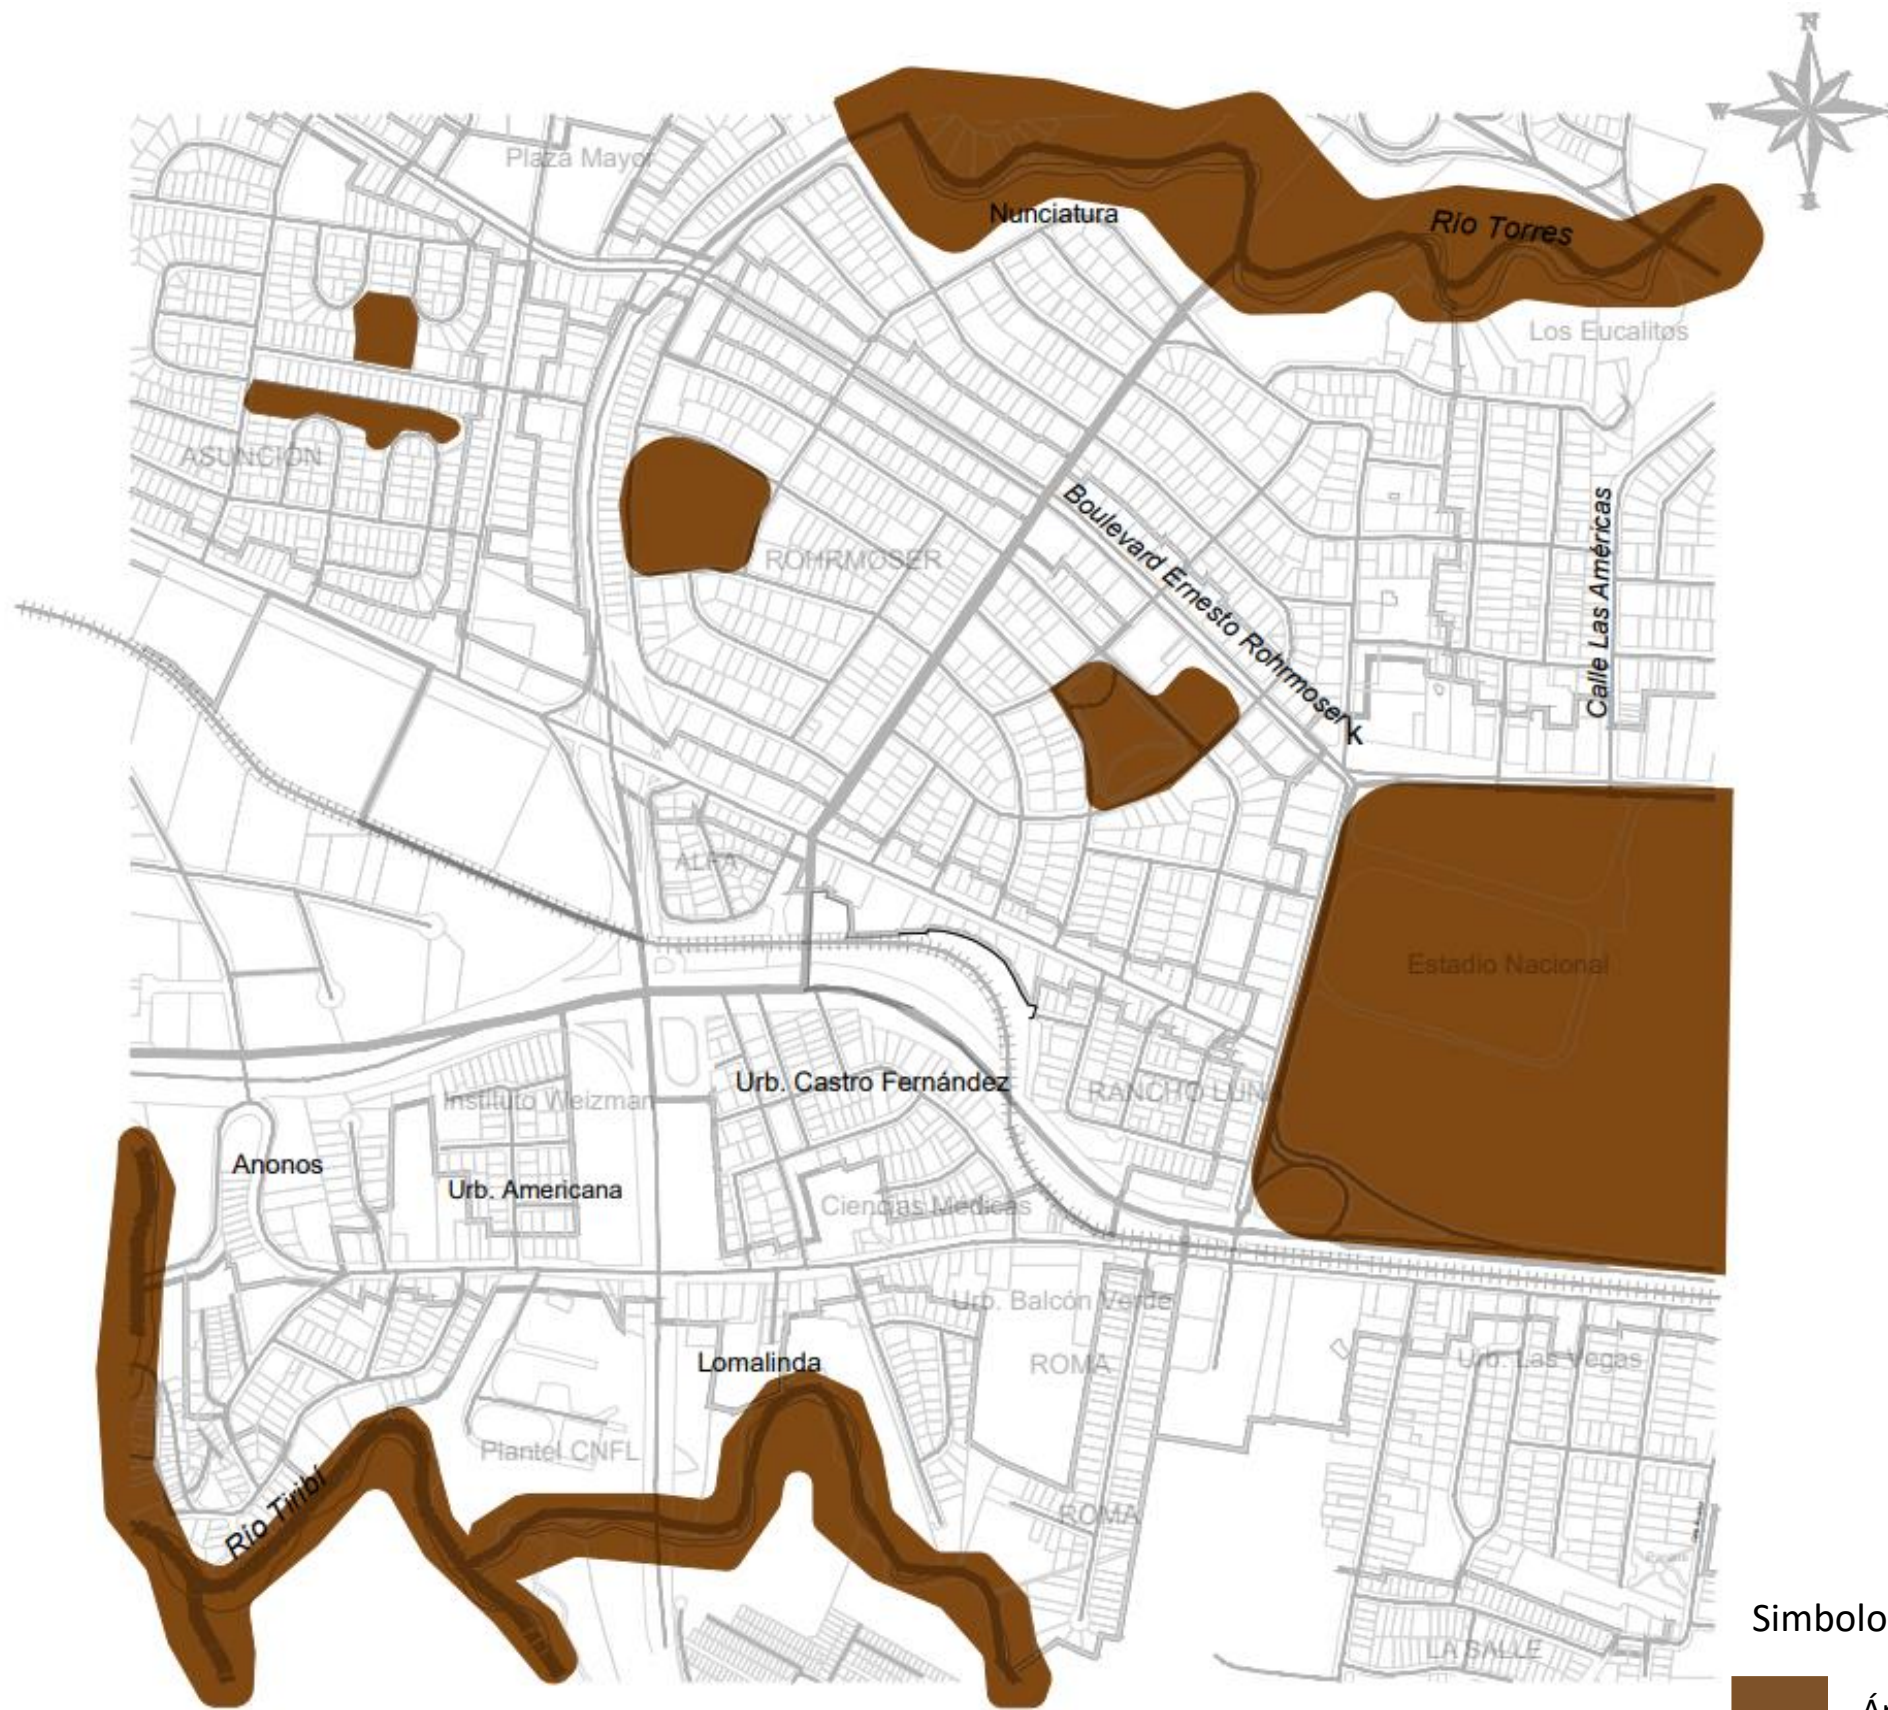 N
W
Plaza Mayor
Nunciatura
Río Torres
Los Eucalitos
ASUNCIÓN
ROHRMOSER
Boulevard Ernesto Rohrmoser
k
Calle Las Américas
ALFA
Estadio Nacional
Urb. Castro Fernández
RANCHO LUNA
Instituto Weizman
Anonos
Urb. Americana
Ciencias Médicas
Urb. Balcón Verde
Lomalinda
ROMA
Urb. Las Vegas
Plantel CNFL
Río Tiribí
ROMA
Simbolo
LA SALLE